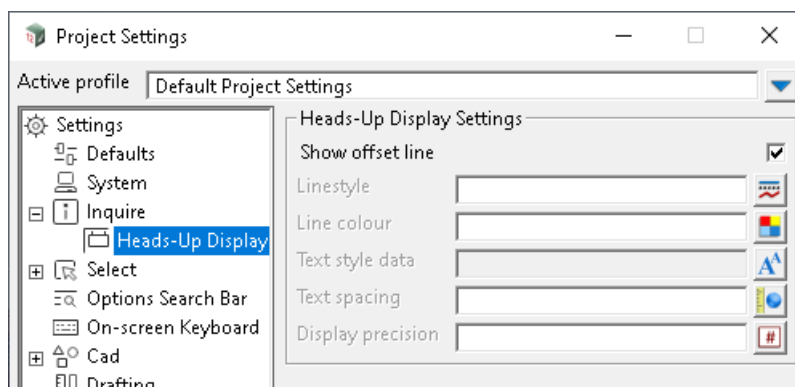 Project Settings
Active profile Default Project Settings
Settings
Defaults
System
Inquire
Heads-Up Display
Select
Options Search Bar
On-screen Keyboard
Cad
Drafting
Heads-Up Display Settings
Show offset line
Linestyle
Line colour
Text style data
Text spacing
Display precision